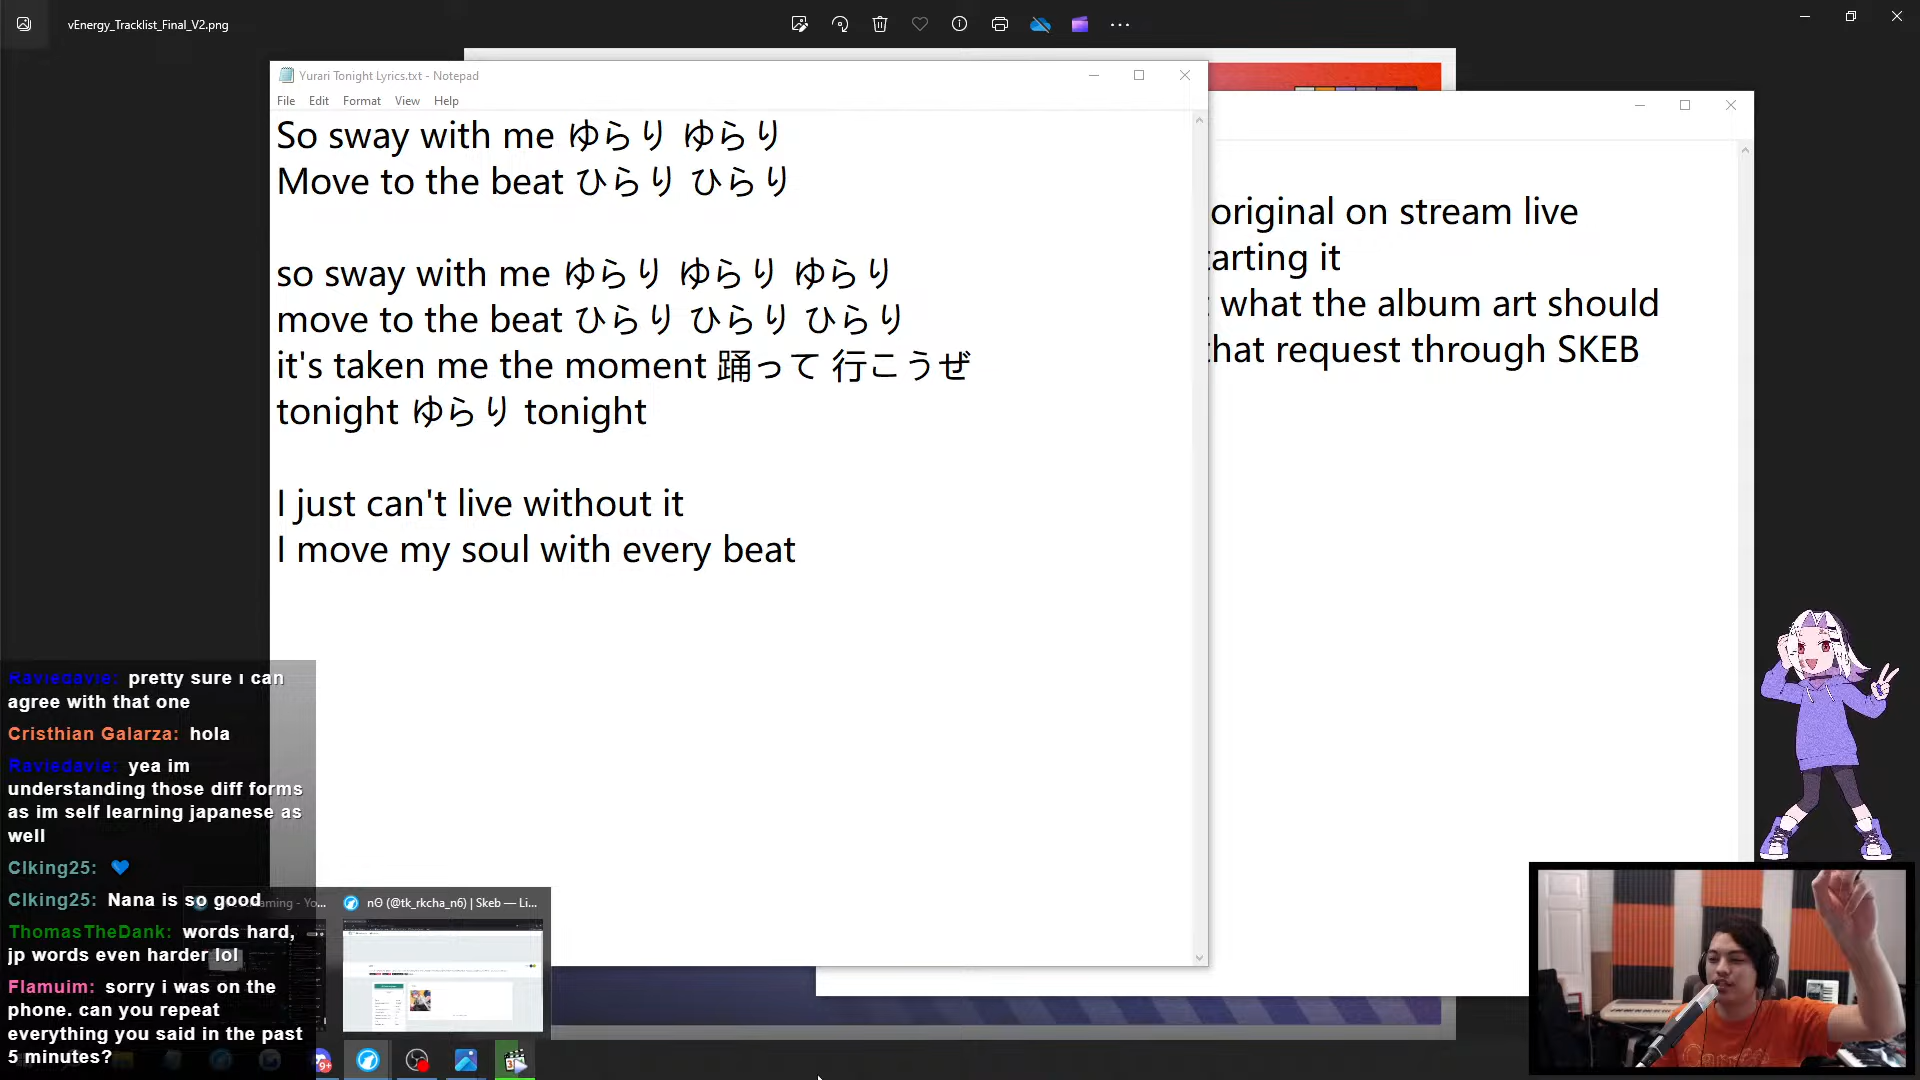 vEnergy_Tracklist_Final_V2.png
Yurari Tonight Lyrics.txt - Notepad
File Edit Format View Help
So sway with me ゆらり ゆらり
Move to the beat ひらり ひらり
so sway with me ゆらり ゆらり ゆらり
move to the beat ひらり ひらり ひらり
it's taken me the moment 踊って 行こうぜ
tonight ゆらり tonight
I just can't live without it
I move my soul with every beat
original on stream live
arting it
what the album art should
that request through SKEB
Raviedavie: pretty sure i can
agree with that one
Cristhian Galarza: hola
Raviedavie: yea im
understanding those diff forms
as im self learning japanese as
well
Clking25: 💙
Clking25: Nana is so good
ThomasTheDank: words hard,
jp words even harder lol
Flamuim: sorry i was on the
phone. can you repeat
everything you said in the past
5 minutes?
aming - Yo...
nΘ (@tk_rkcha_n6) | Skeb — Li...